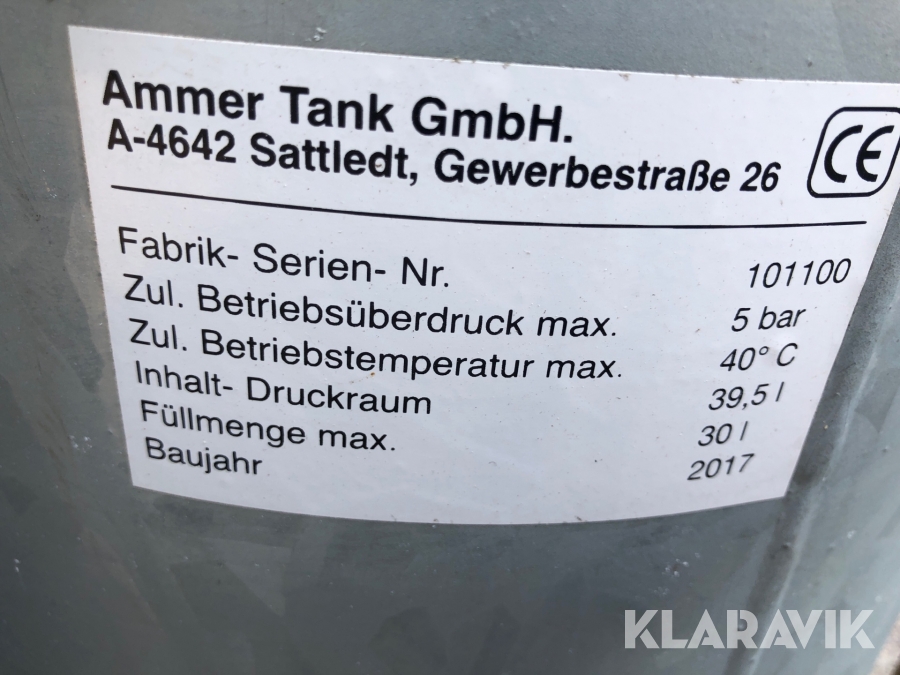 Ammer Tank GmbH.
A-4642 Sattledt, Gewerbestraße 26
CE
Fabrik- Serien- Nr. 101100
Zul. Betriebsüberdruck max. 5 bar
Zul. Betriebstemperatur max. 40° C
Inhalt- Druckraum 39,5 l
Füllmenge max. 30 l
Baujahr 2017
KLARAVIK